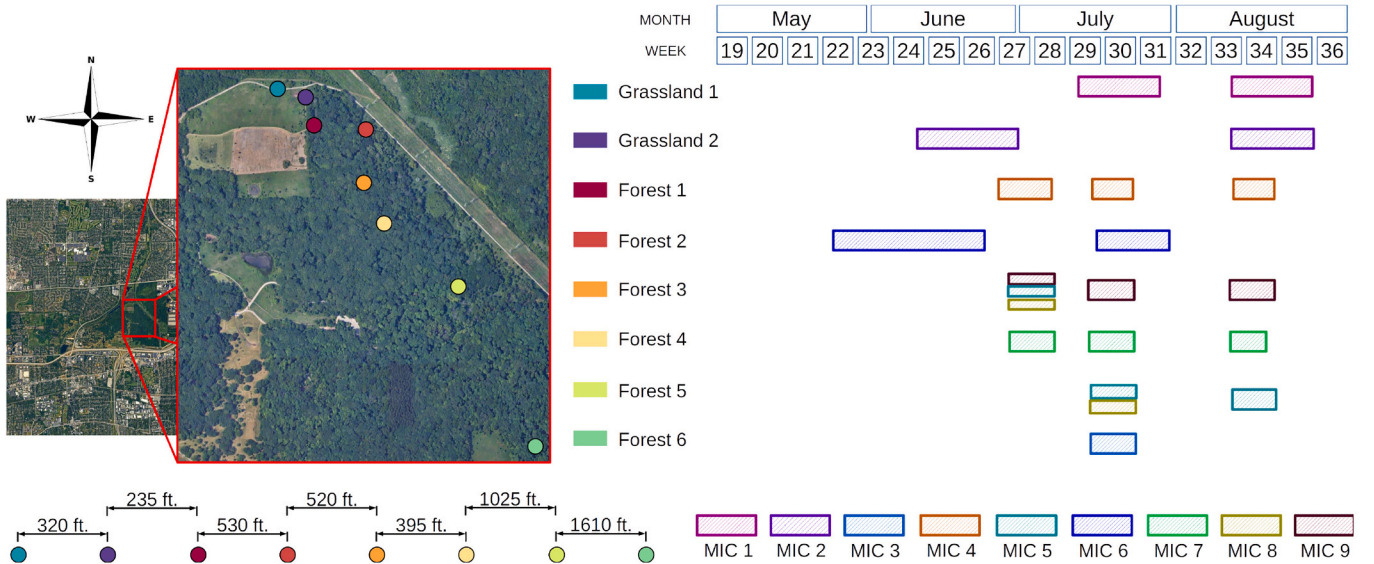 MONTH May June July August
WEEK 19 20 21 22 23 24 25 26 27 28 29 30 31 32 33 34 35 36
N
W E
S
Grassland 1
Grassland 2
Forest 1
Forest 2
Forest 3
Forest 4
Forest 5
Forest 6
235 ft. 520 ft. 1025 ft.
320 ft. 530 ft. 395 ft. 1610 ft.
MIC 1 MIC 2 MIC 3 MIC 4 MIC 5 MIC 6 MIC 7 MIC 8 MIC 9